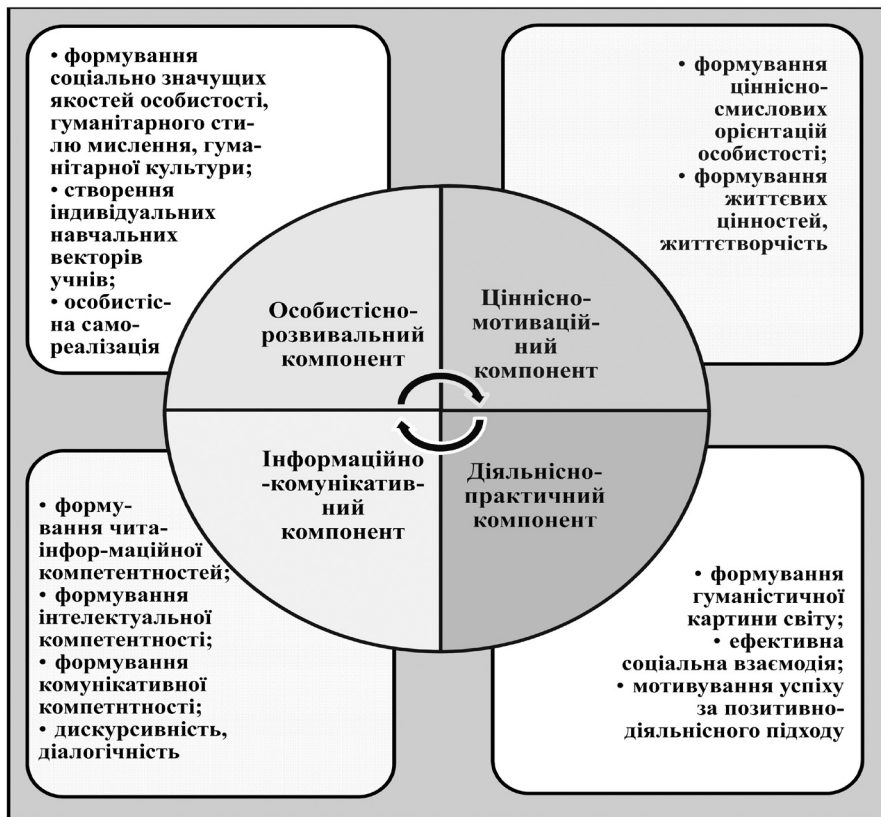 • формування
соціально значущих
якостей особистості,
гуманітарного сти-
лю мислення, гума-
нітарної культури;
• створення
індивідуальних
навчальних
векторів
учнів;
• особистіс-
на само-
реалізація
• формування
ціннісно-
смислових
орієнтацій
особистості;
• формування
життєвих
цінностей,
життєтворчість
Особистісно-
розвивальний
компонент
Ціннісно-
мотивацій-
ний
компонент
Інформаційно
-комунікатив-
ний
компонент
Діяльнісно-
практичний
компонент
• форму-
вання чита-
інфор-маційної
компетентностей;
• формування
інтелектуальної
компетентності;
• формування
комунікативної
компетнтності;
• дискурсивність,
діалогічність
• формування
гуманістичної
картини світу;
• ефективна
соціальна взаємодія;
• мотивування успіху
за позитивно-
діяльнісного підходу